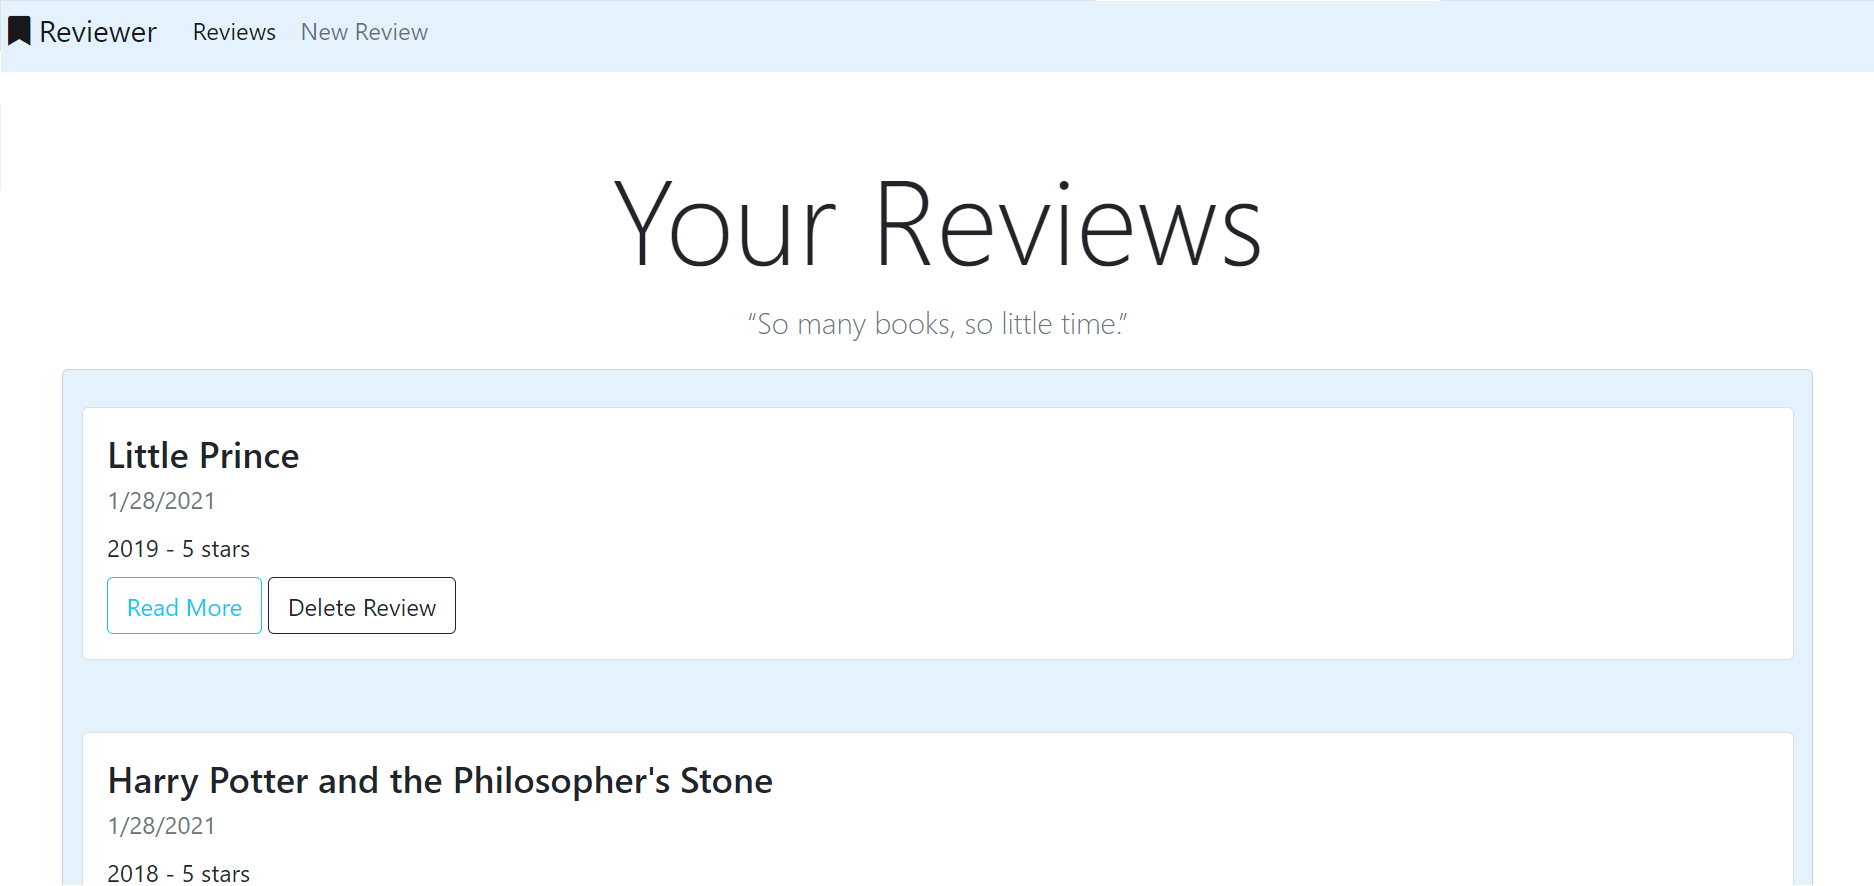 Reviewer Reviews New Review
Your Reviews
“So many books, so little time.”
Little Prince
1/28/2021
2019 - 5 stars
Read More Delete Review
Harry Potter and the Philosopher's Stone
1/28/2021
2018 - 5 stars